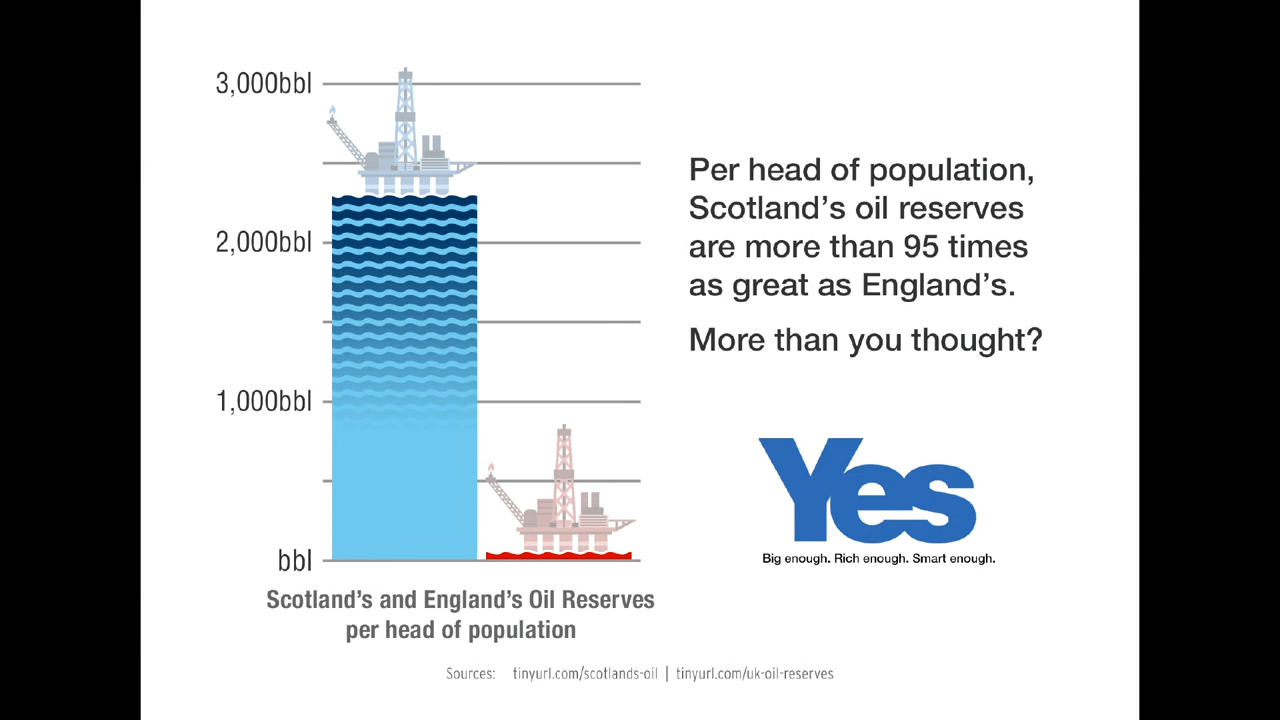 3,000bbl
2,000bbl
1,000bbl
bbl
Scotland's and England's Oil Reserves
per head of population
Per head of population,
Scotland's oil reserves
are more than 95 times
as great as England's.
More than you thought?
Yes
Big enough. Rich enough. Smart enough.
Sources: tinyurl.com/scotlands-oil | tinyurl.com/uk-oil-reserves